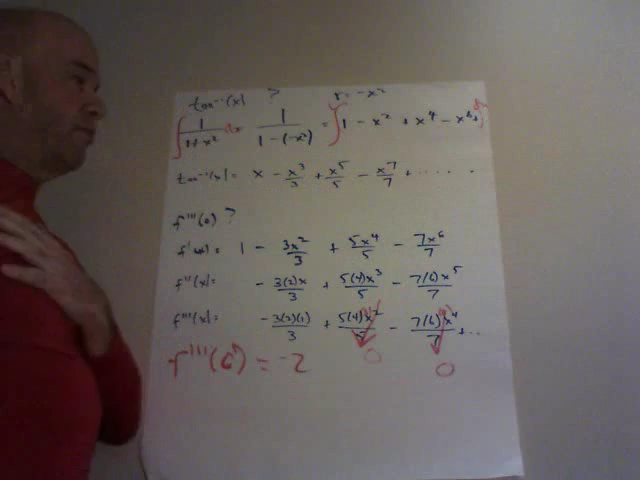 tan⁻¹(x) ? r = -x²
∫ 1/(1+x²) dx = 1/(1-(-x²)) = ∫ 1 - x² + x⁴ - x⁶ + dx
tan⁻¹(x) = x - x³/3 + x⁵/5 - x⁷/7 + ......
f'''(0) ?
f'(x) = 1 - 3x²/3 + 5x⁴/5 - 7x⁶/7
f''(x) = - 3(2)x/3 + 5(4)x³/5 - 7(6)x⁵/7
f'''(x) = - 3(2)(1)/3 + 5(4)x²/5 - 7(6)x⁴/7 + ..
f'''(0) = -2 0 0